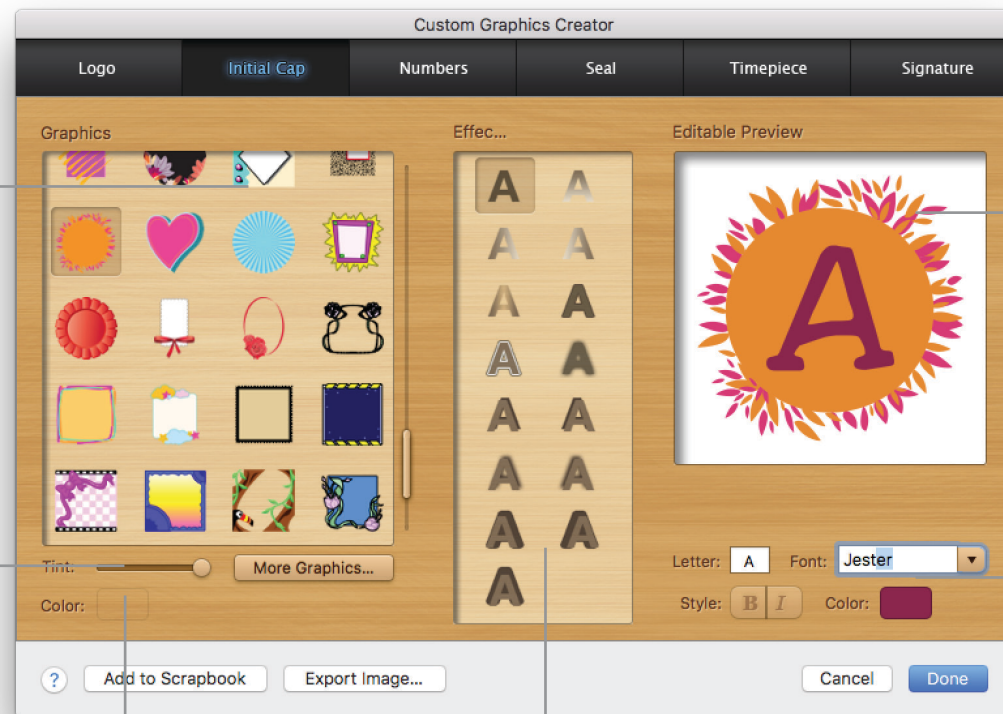 Custom Graphics Creator
Logo Initial Cap Numbers Seal Timepiece Signature
Graphics Effec... Editable Preview
A A
A A
A A
A A
A A
A A
A A
A
A
Tint: More Graphics...
Letter: A Font: Jester
Color: Style: B I Color:
? Add to Scrapbook Export Image... Cancel Done